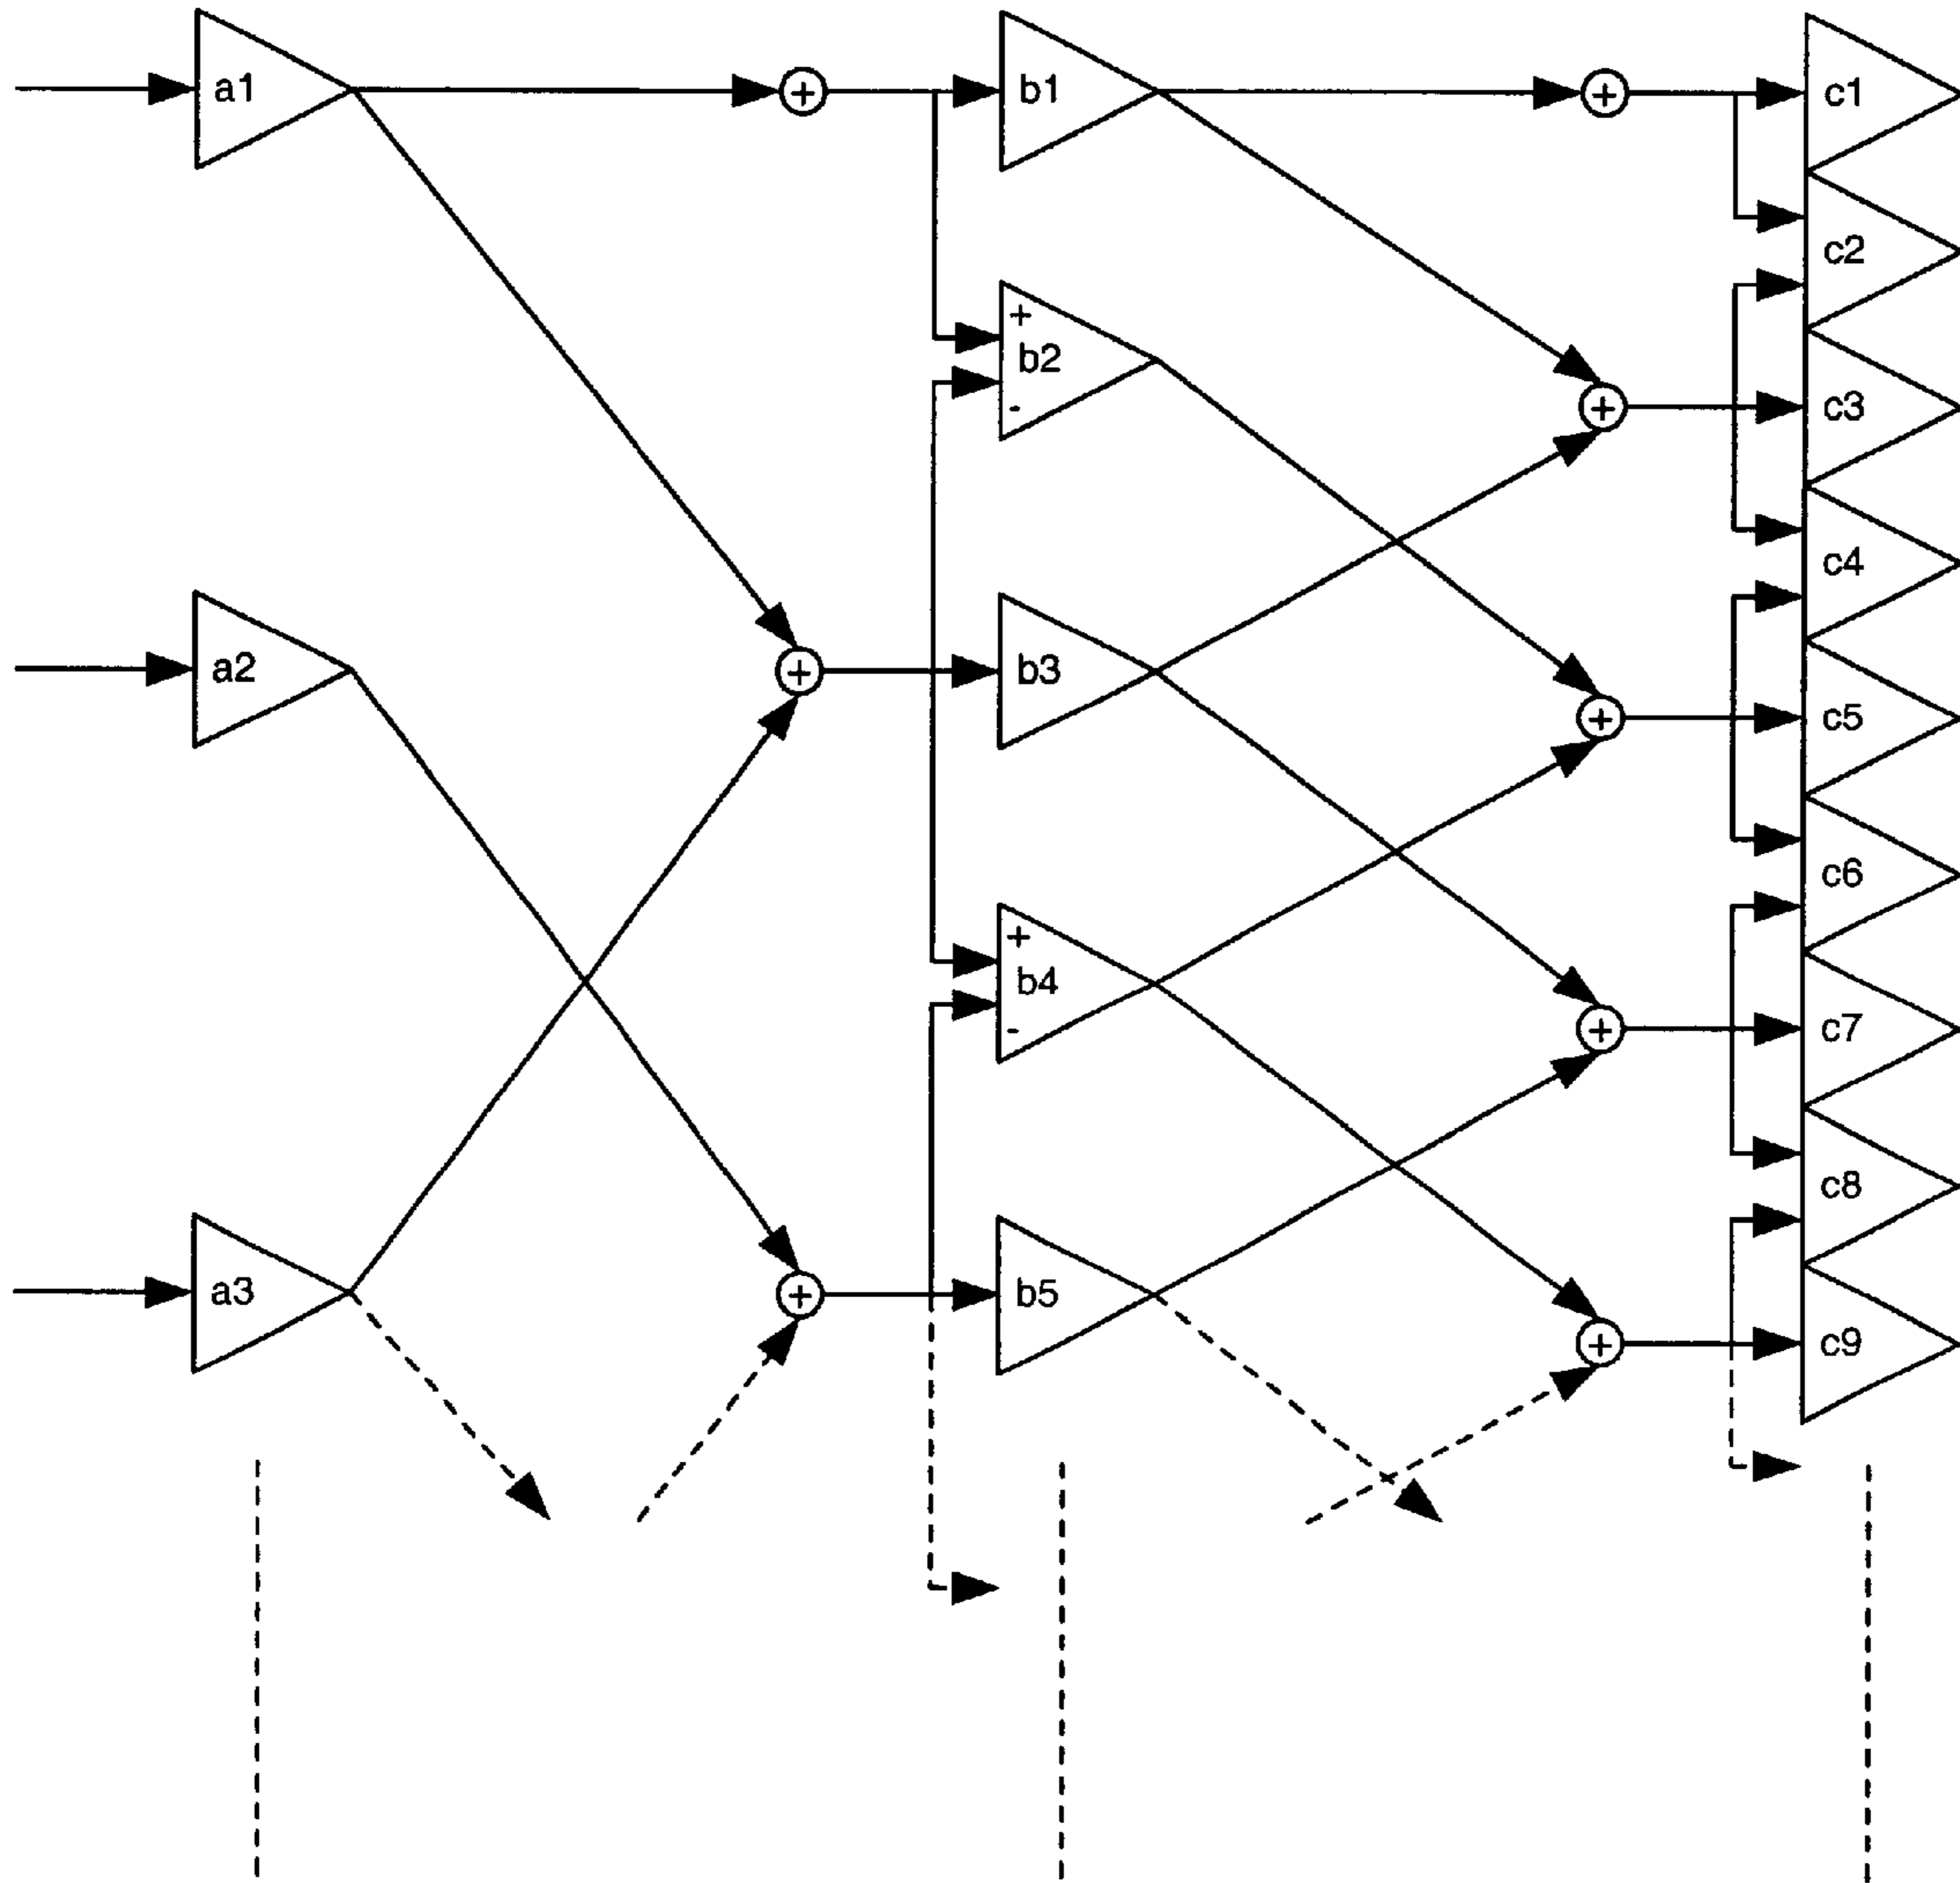 a1
+
b1
+
c1
c2
+
b2
-
+
c3
c4
a2
+
b3
+
c5
c6
+
b4
-
+
c7
c8
a3
+
b5
+
c9